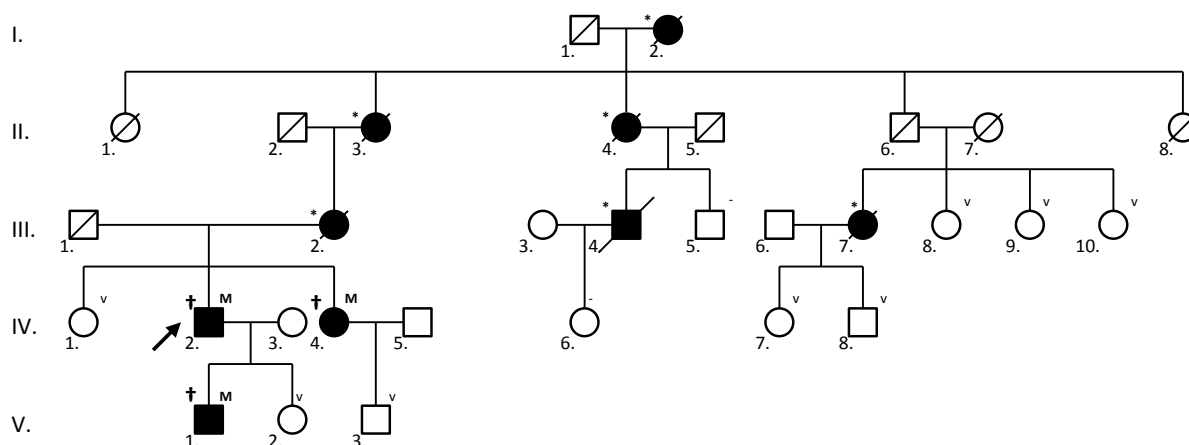 I.
*
1. 2.
II.
* *
1. 2. 3. 4. 5. 6. 7. 8.
III.
* * - * v v v
1. 2. 3. 4. 5. 6. 7. 8. 9. 10.
IV.
v † M † M - v v
1. 2. 3. 4. 5. 6. 7. 8.
V.
† M v v
1. 2. 3.